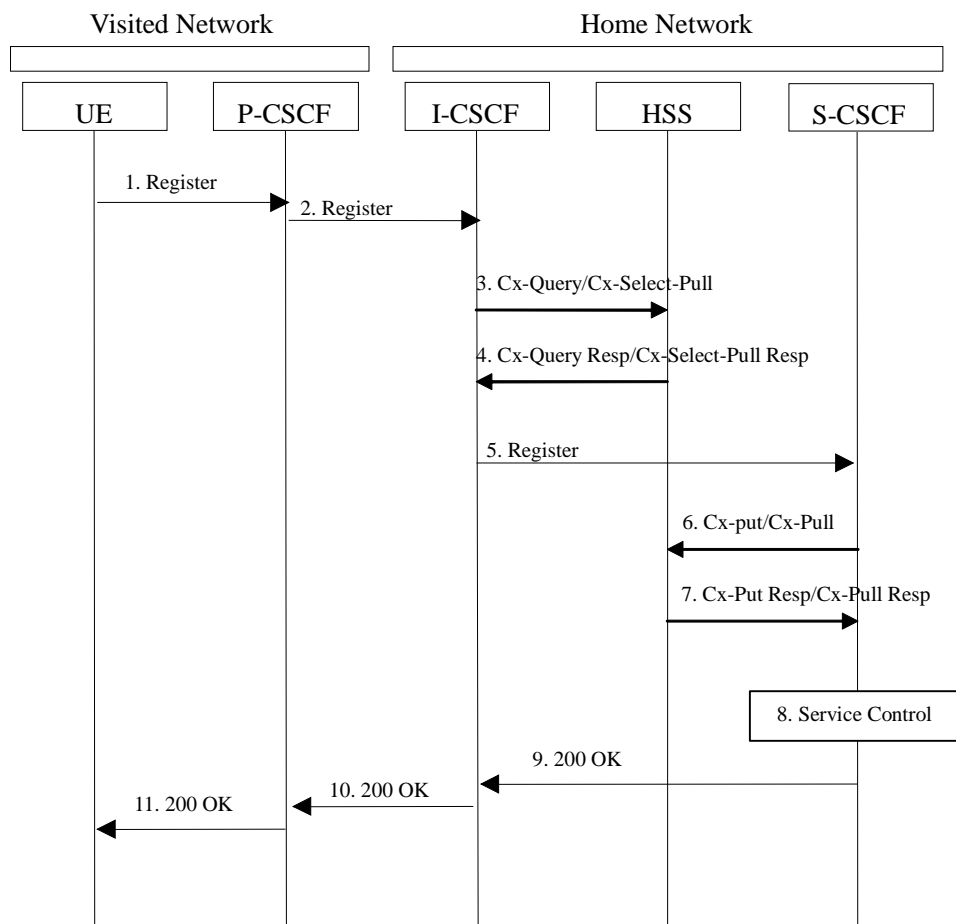 Visited Network
Home Network
UE
P-CSCF
I-CSCF
HSS
S-CSCF
1. Register
2. Register
3. Cx-Query/Cx-Select-Pull
4. Cx-Query Resp/Cx-Select-Pull Resp
5. Register
6. Cx-put/Cx-Pull
7. Cx-Put Resp/Cx-Pull Resp
8. Service Control
9. 200 OK
10. 200 OK
11. 200 OK